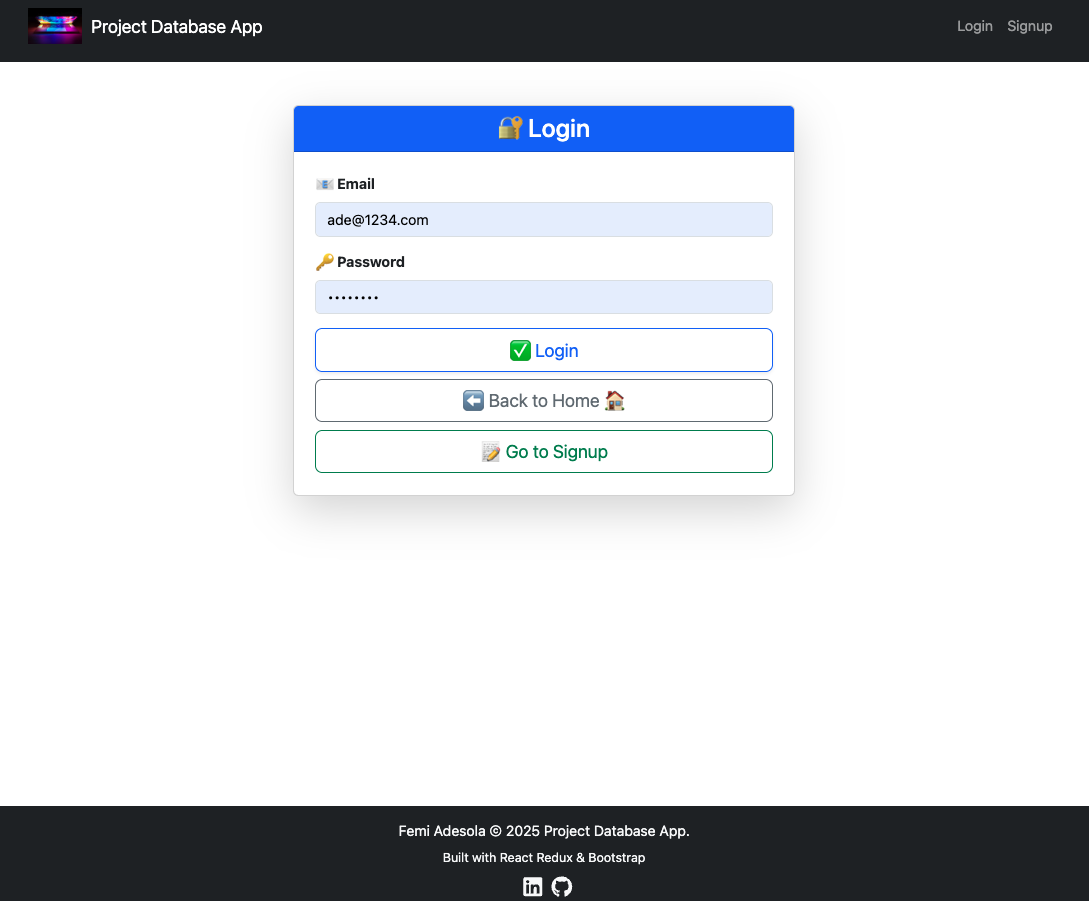 Project Database App
Login Signup
🔐 Login
📧 Email
ade@1234.com
🔑 Password
••••••••
✅ Login
⬅️ Back to Home 🏠
📝 Go to Signup
Femi Adesola © 2025 Project Database App.
Built with React Redux & Bootstrap